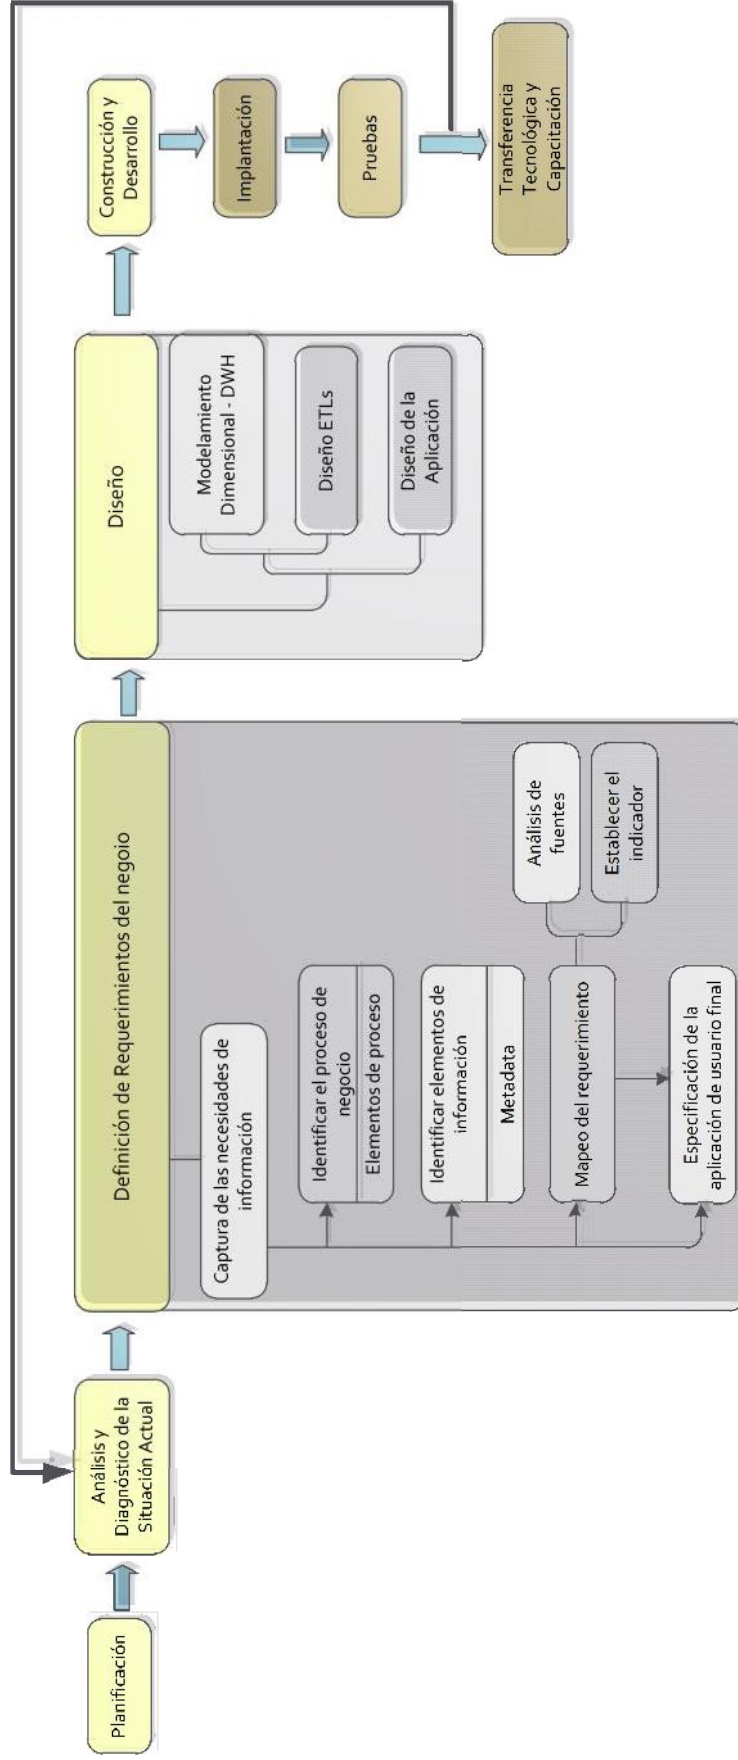 Planificación
Análisis y
Diagnóstico de la
Situación Actual
Definición de Requerimientos del negoio
Captura de las necesidades de
información
Identificar el proceso de
negocio
Elementos de proceso
Identificar elementos de
información
Metadata
Mapeo del requerimiento
Análisis de
fuentes
Establecer el
indicador
Especificación de la
aplicación de usuario final
Diseño
Modelamiento
Dimensional - DWH
Diseño ETLs
Diseño de la
Aplicación
Construcción y
Desarrollo
Implantación
Pruebas
Transferencia
Tecnológica y
Capacitación